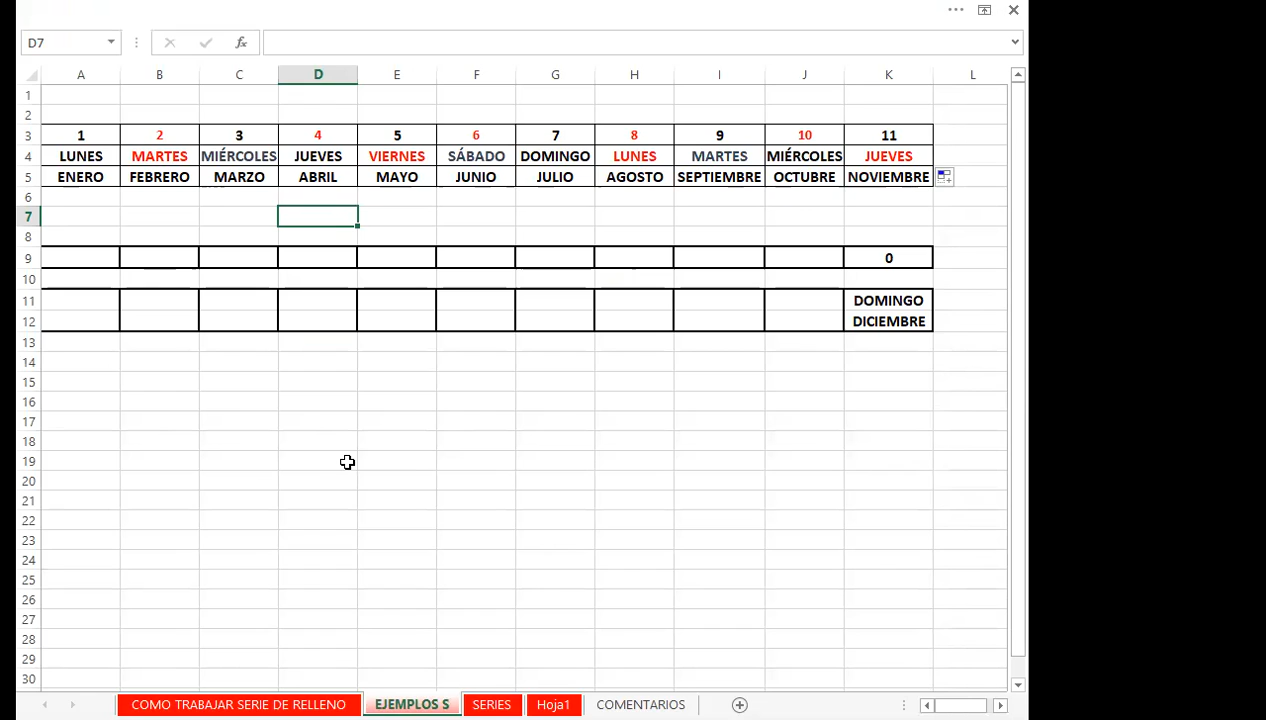 D7
fx
A B C D E F G H I J K L
1
2
3 1 2 3 4 5 6 7 8 9 10 11
4 LUNES MARTES MIÉRCOLES JUEVES VIERNES SÁBADO DOMINGO LUNES MARTES MIÉRCOLES JUEVES
5 ENERO FEBRERO MARZO ABRIL MAYO JUNIO JULIO AGOSTO SEPTIEMBRE OCTUBRE NOVIEMBRE
6
7
8
9 0
10
11 DOMINGO
12 DICIEMBRE
13
14
15
16
17
18
19
20
21
22
23
24
25
26
27
28
29
30
COMO TRABAJAR SERIE DE RELLENO EJEMPLOS S SERIES Hoja1 COMENTARIOS